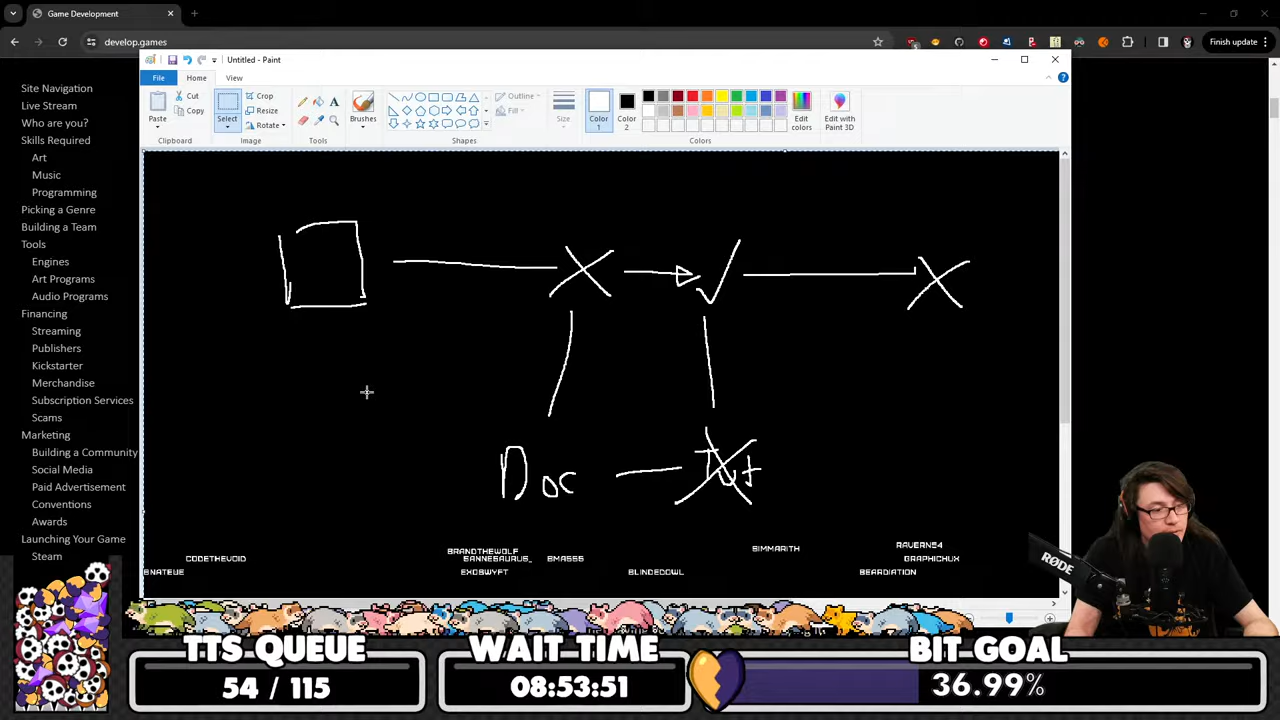 Game Development
develop.games
Finish update
Untitled - Paint
File
Home
View
Paste
Cut
Copy
Clipboard
Select
Crop
Resize
Rotate
Image
Tools
Brushes
Outline
Fill
Shapes
Size
Color 1
Color 2
Colors
Edit colors
Edit with Paint 3D
Site Navigation
Live Stream
Who are you?
Skills Required
Art
Music
Programming
Picking a Genre
Building a Team
Tools
Engines
Art Programs
Audio Programs
Financing
Streaming
Publishers
Kickstarter
Merchandise
Subscription Services
Scams
Marketing
Building a Community
Social Media
Paid Advertisement
Conventions
Awards
Launching Your Game
Steam
Doc
CODETHEVOID
BRANDTHEWOLF
BMASSS
SIMMARITH
GRAPHICHUX
ENATEUE
EXOSWYFT
BLINDEDOWL
BEARDIATION
RØDE
TTS QUEUE
54 / 115
WAIT TIME
08:53:51
BIT GOAL
36.99%